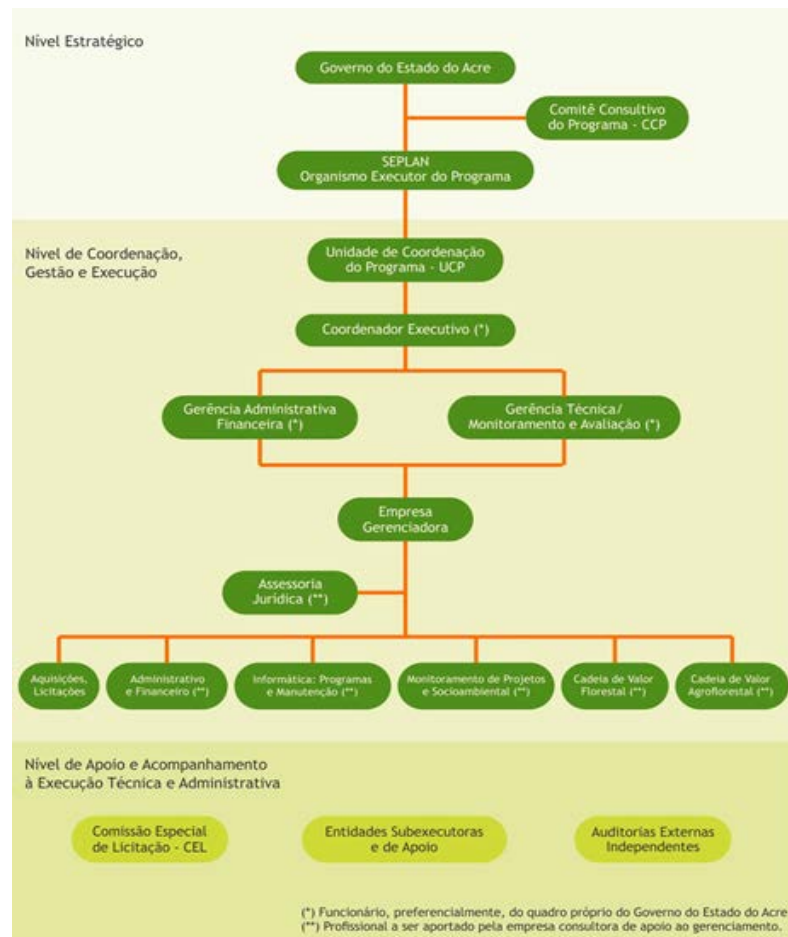 Nível Estratégico
Governo do Estado do Acre
Comitê Consultivo
do Programa - CCP
SEPLAN
Organismo Executor do Programa
Nível de Coordenação,
Gestão e Execução
Unidade de Coordenação
do Programa - UCP
Coordenador Executivo (*)
Gerência Administrativa
Financeira (*)
Gerência Técnica/
Monitoramento e Avaliação (*)
Empresa
Gerenciadora
Assessoria
Jurídica (**)
Aquisições,
Licitações
Administrativo
e Financeiro (**)
Informática: Programas
e Manutenção (**)
Monitoramento de Projetos
e Socioambiental (**)
Cadeia de Valor
Florestal (**)
Cadeia de Valor
Agroflorestal (**)
Nível de Apoio e Acompanhamento
à Execução Técnica e Administrativa
Comissão Especial
de Licitação - CEL
Entidades Subexecutoras
e de Apoio
Auditorias Externas
Independentes
(*) Funcionário, preferencialmente, do quadro próprio do Governo do Estado do Acre
(**) Profissional a ser aportado pela empresa consultora de apoio ao gerenciamento.